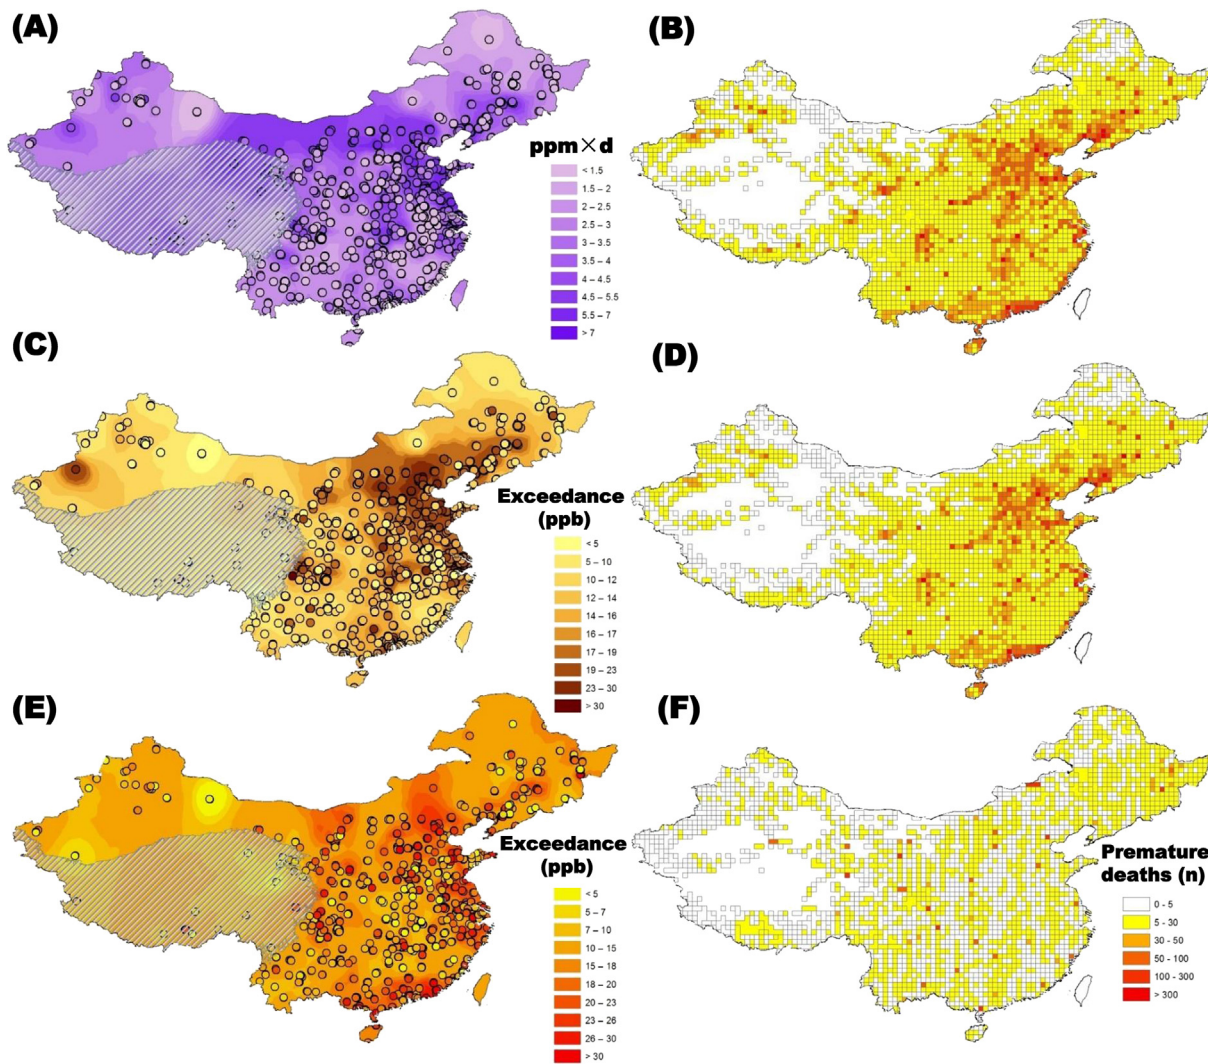 (A)
ppm×d
< 1.5
1.5 – 2
2 – 2.5
2.5 – 3
3 – 3.5
3.5 – 4
4 – 4.5
4.5 – 5.5
5.5 – 7
> 7
(B)
(C)
Exceedance
(ppb)
< 5
5 – 10
10 – 12
12 – 14
14 – 16
16 – 17
17 – 19
19 – 23
23 – 30
> 30
(D)
(E)
Exceedance
(ppb)
< 5
5 – 7
7 – 10
10 – 15
15 – 18
18 – 20
20 – 23
23 – 26
26 – 30
> 30
(F)
Premature
deaths (n)
0 - 5
5 - 30
30 - 50
50 - 100
100 - 300
> 300